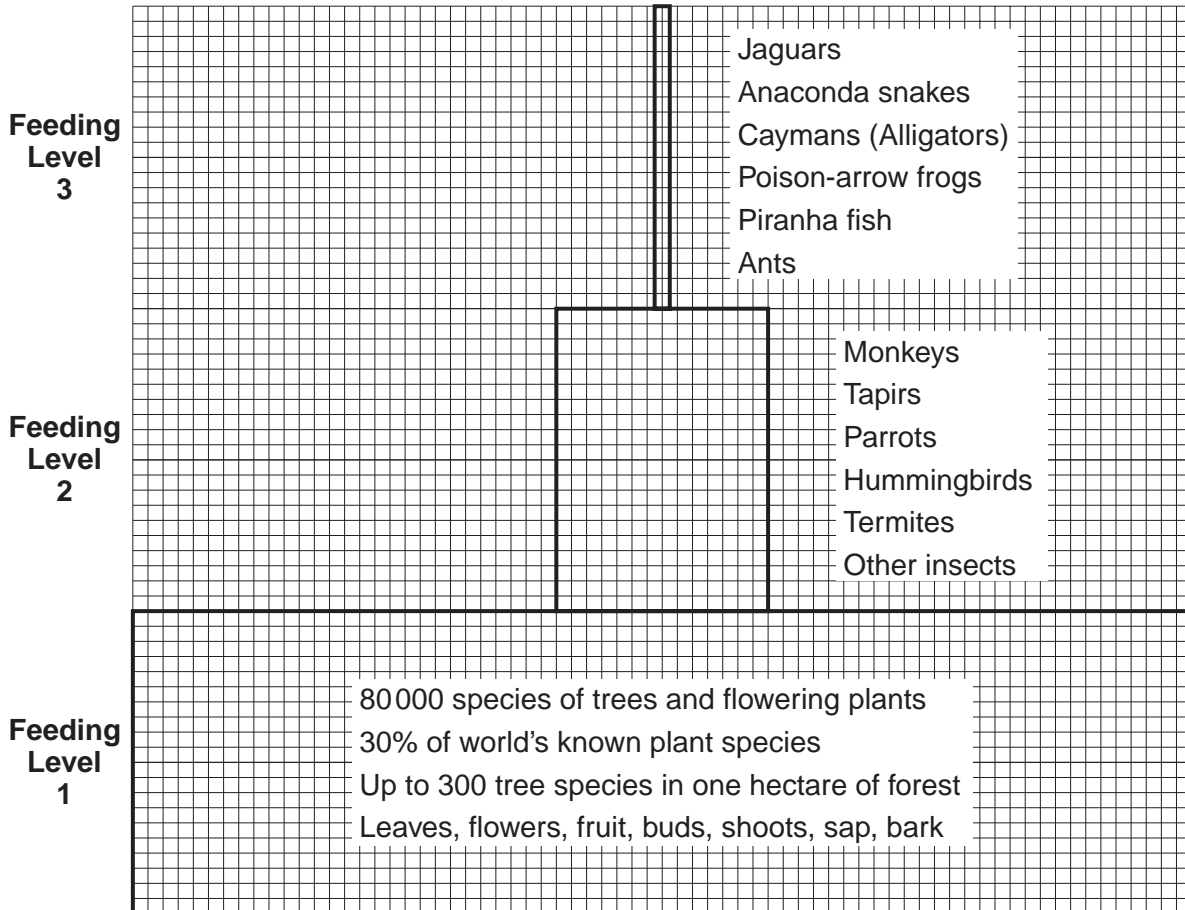 Jaguars
Anaconda snakes
Caymans (Alligators)
Poison-arrow frogs
Piranha fish
Ants
Feeding
Level
3
Monkeys
Tapirs
Parrots
Hummingbirds
Termites
Other insects
Feeding
Level
2
80 000 species of trees and flowering plants
30% of world's known plant species
Up to 300 tree species in one hectare of forest
Leaves, flowers, fruit, buds, shoots, sap, bark
Feeding
Level
1